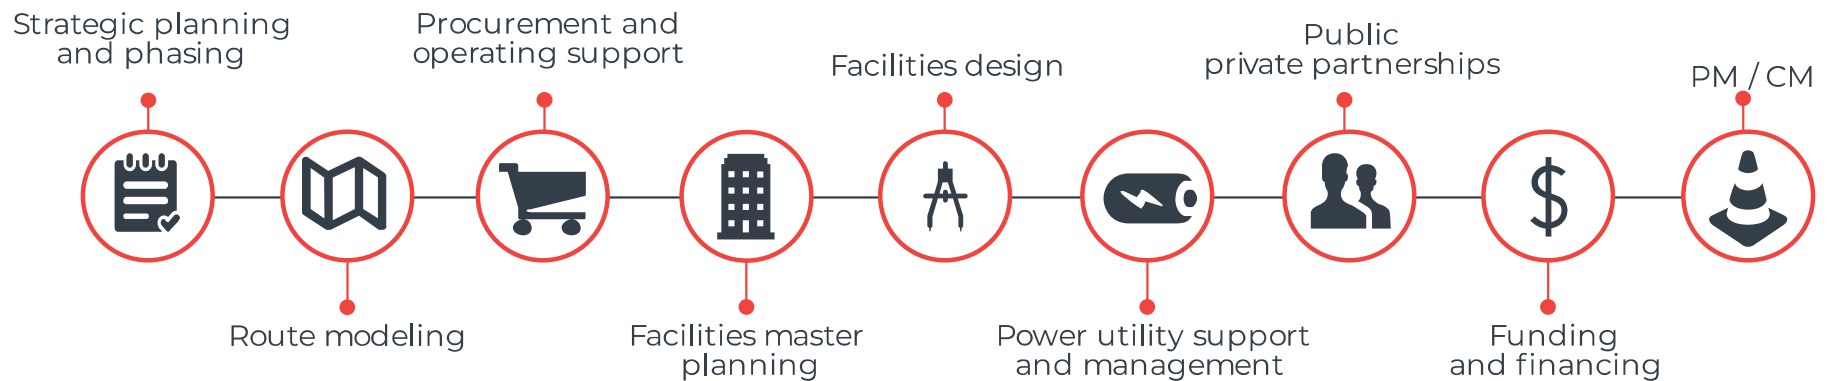 Strategic planning
and phasing
Route modeling
Procurement and
operating support
Facilities master
planning
Facilities design
Power utility support
and management
Public
private partnerships
Funding
and financing
PM / CM